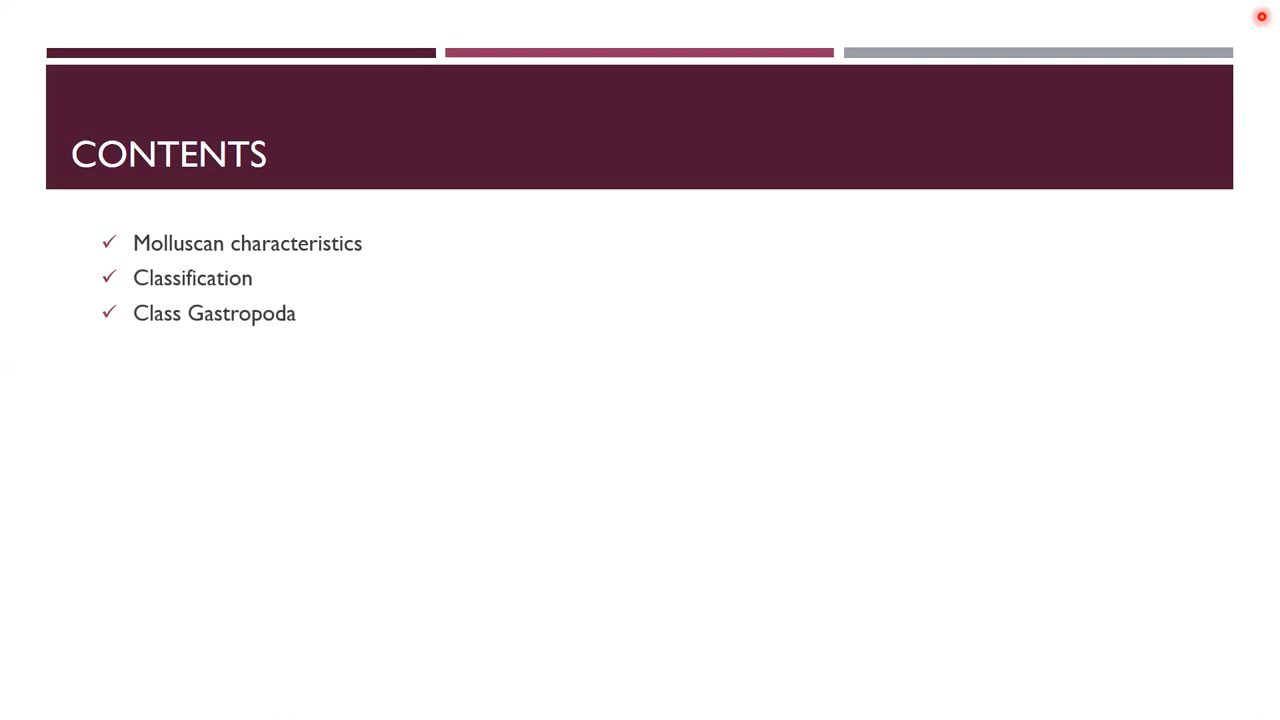 CONTENTS
✓ Molluscan characteristics
✓ Classification
✓ Class Gastropoda